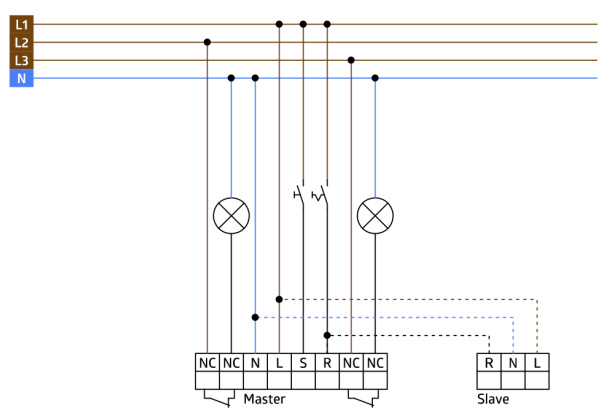 L1
L2
L3
N
NC NC N L S R NC NC
R N L
Master
Slave